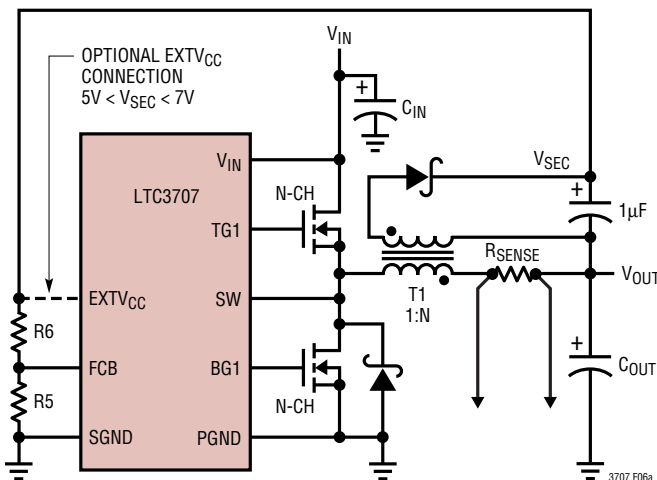 OPTIONAL EXTVCC
CONNECTION
5V < VSEC < 7V
VIN
+
CIN
VIN
LTC3707
N-CH
TG1
VSEC
+
1µF
RSENSE
VOUT
T1
1:N
EXTVCC
SW
R6
FCB
BG1
+
COUT
R5
N-CH
SGND
PGND
3707 F06a